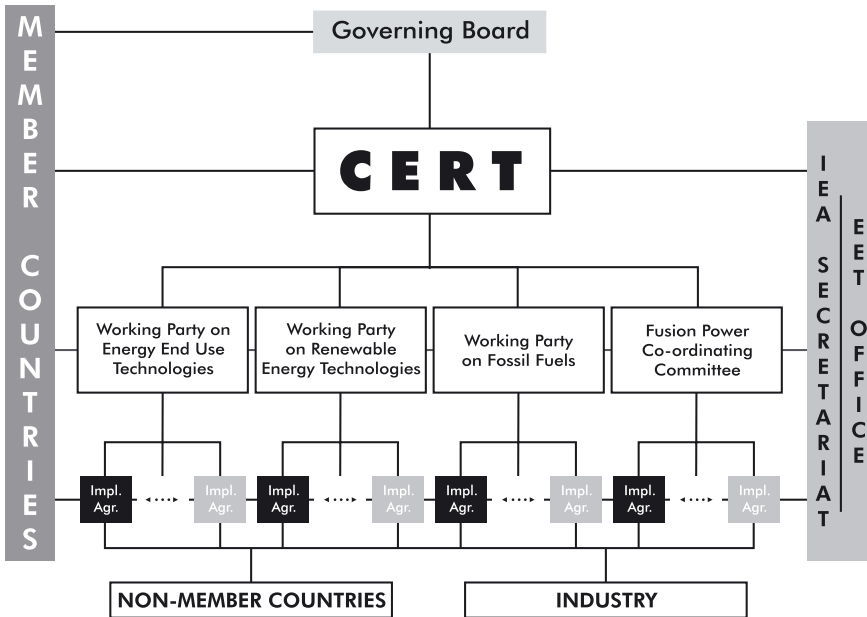 MEMBER COUNTRIES
Governing Board
CERT
IEA SECRETARIAT
EET OFFICE
Working Party on
Energy End Use
Technologies
Working Party
on Renewable
Energy Technologies
Working Party
on Fossil Fuels
Fusion Power
Co-ordinating
Committee
Impl.
Agr.
Impl.
Agr.
Impl.
Agr.
Impl.
Agr.
Impl.
Agr.
Impl.
Agr.
Impl.
Agr.
Impl.
Agr.
NON-MEMBER COUNTRIES
INDUSTRY